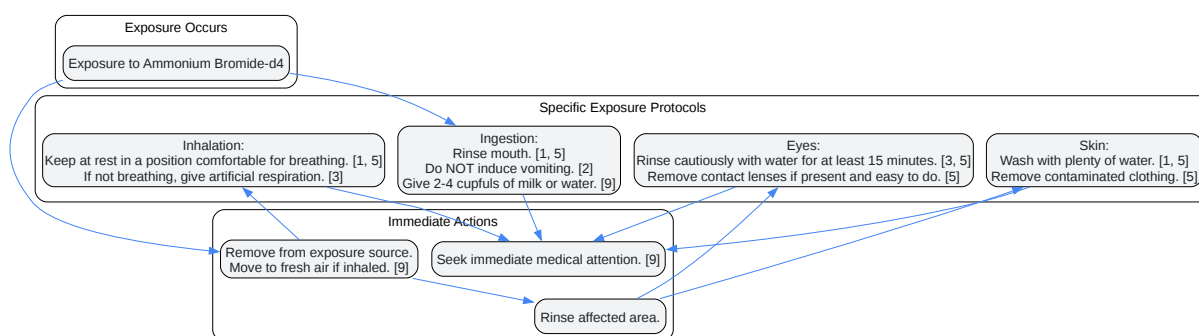 Exposure Occurs
Exposure to Ammonium Bromide-d4
Specific Exposure Protocols
Inhalation:
Keep at rest in a position comfortable for breathing. [1, 5]
If not breathing, give artificial respiration. [3]
Ingestion:
Rinse mouth. [1, 5]
Do NOT induce vomiting. [2]
Give 2-4 cupfuls of milk or water. [9]
Eyes:
Rinse cautiously with water for at least 15 minutes. [3, 5]
Remove contact lenses if present and easy to do. [5]
Skin:
Wash with plenty of water. [1, 5]
Remove contaminated clothing. [5]
Immediate Actions
Remove from exposure source.
Move to fresh air if inhaled. [9]
Seek immediate medical attention. [9]
Rinse affected area.